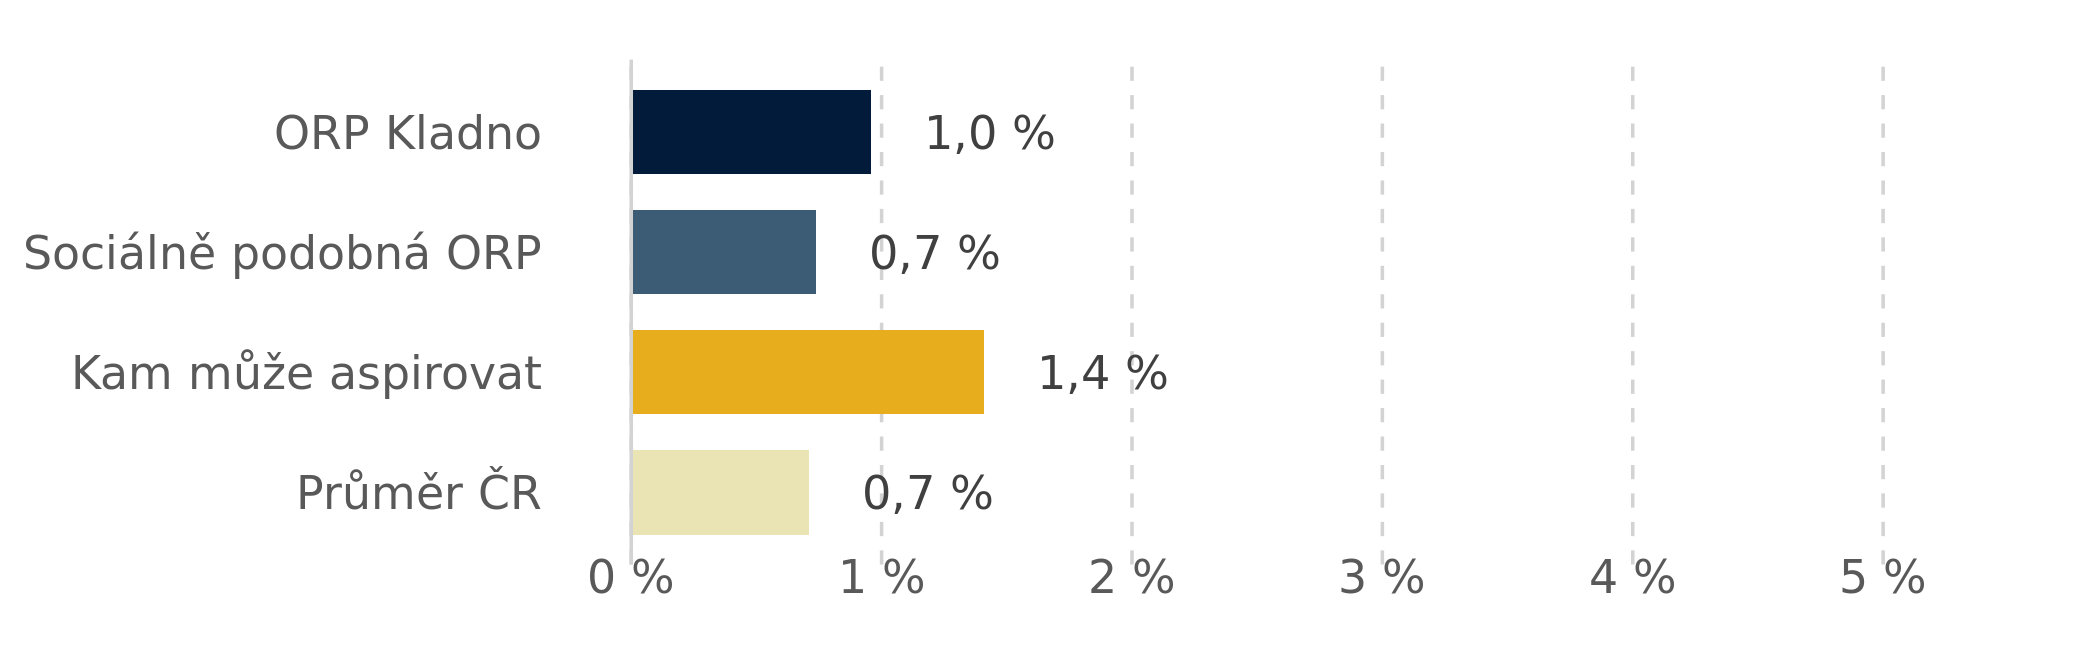 ORP Kladno 1,0 %
Sociálně podobná ORP 0,7 %
Kam může aspirovat 1,4 %
Průměr ČR 0,7 %
0 % 1 % 2 % 3 % 4 % 5 %